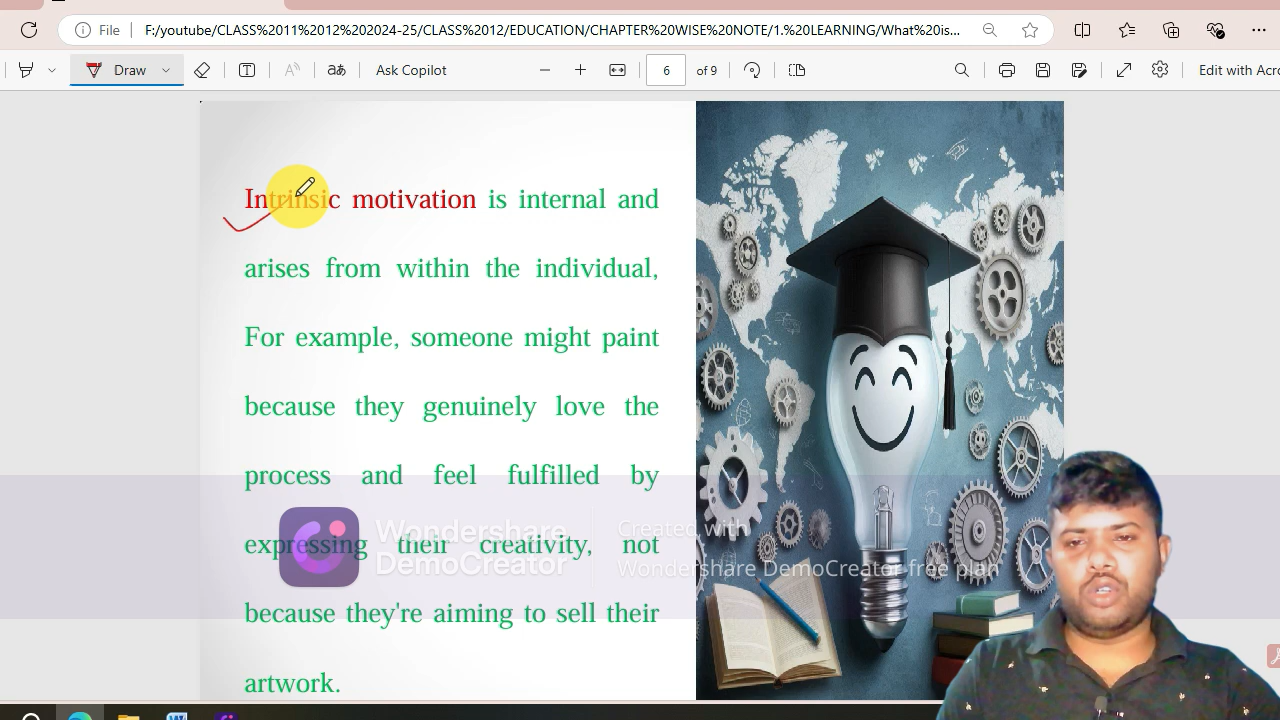 File
F:/youtube/CLASS%2011%2012%202024-25/CLASS%2012/EDUCATION/CHAPTER%20WISE%20NOTE/1.%20LEARNING/What%20is...
Draw
Ask Copilot
6
of 9
Edit with Acro
Intrinsic motivation is internal and
arises from within the individual,
For example, someone might paint
because they genuinely love the
process and feel fulfilled by
expressing their creativity, not
because they're aiming to sell their
artwork.
Wondershare
DemoCreator
Created with
Wondershare DemoCreator free plan